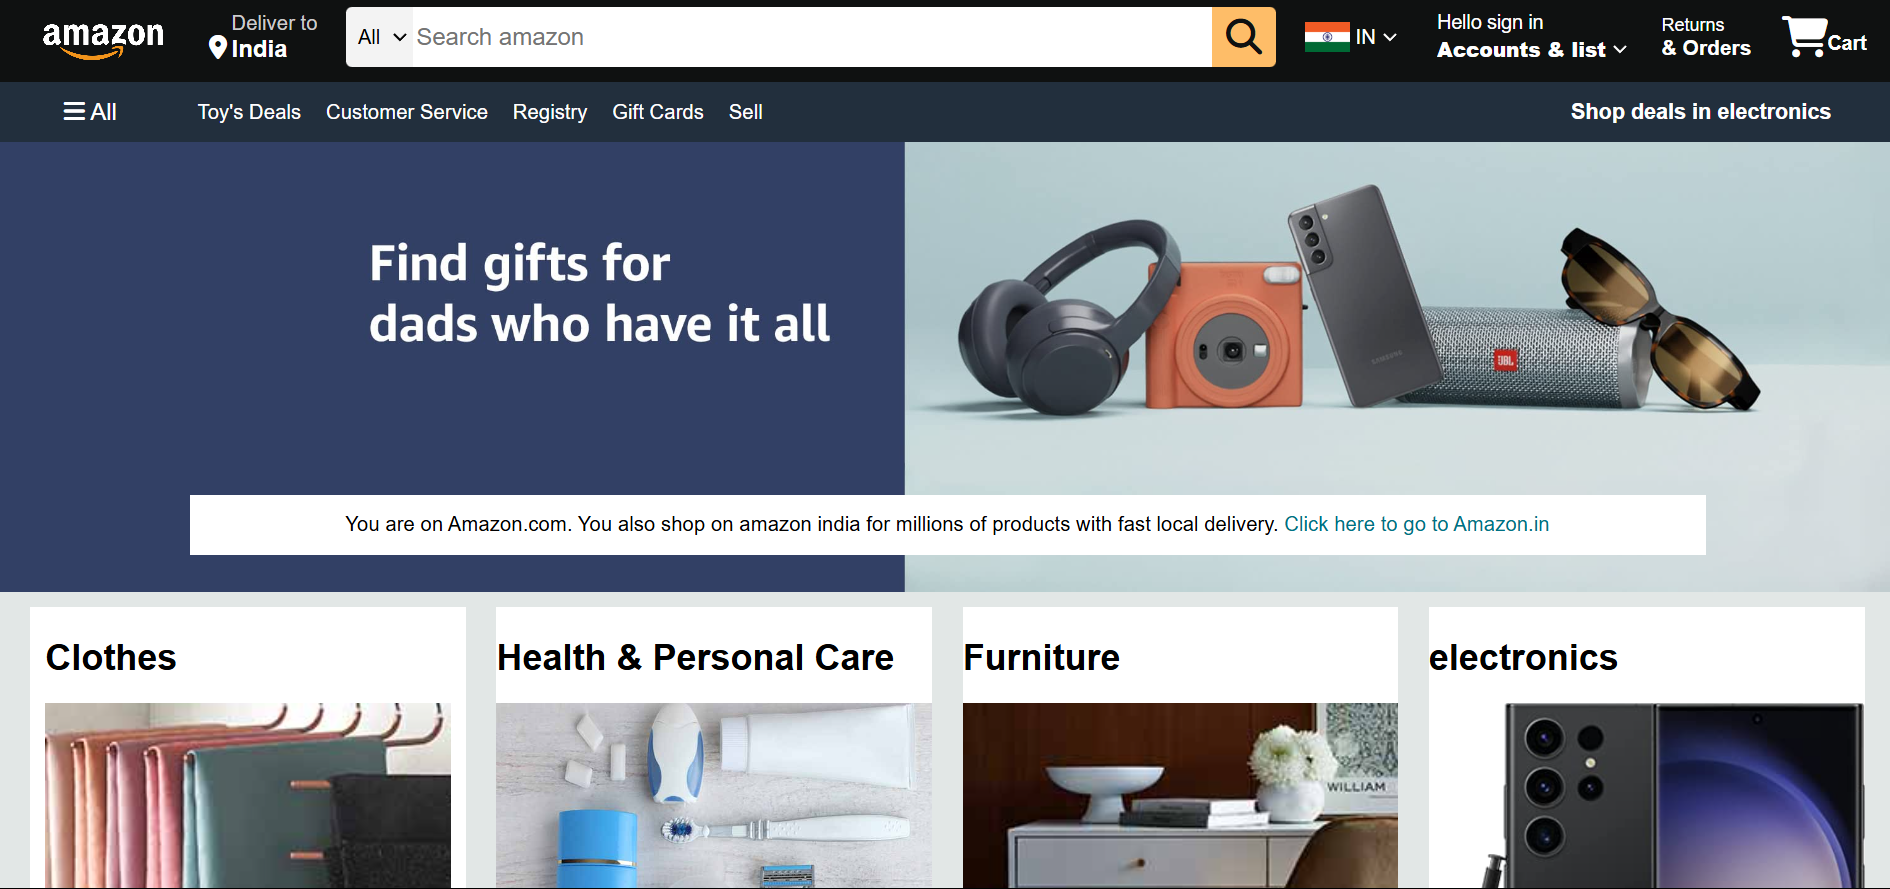 amazon
Deliver to
India
All
Search amazon
IN
Hello sign in
Accounts & list
Returns
& Orders
Cart
All
Toy's Deals
Customer Service
Registry
Gift Cards
Sell
Shop deals in electronics
Find gifts for
dads who have it all
SAMSUNG
JBL
You are on Amazon.com. You also shop on amazon india for millions of products with fast local delivery. Click here to go to Amazon.in
Clothes
Health & Personal Care
Furniture
electronics
WILLIAM